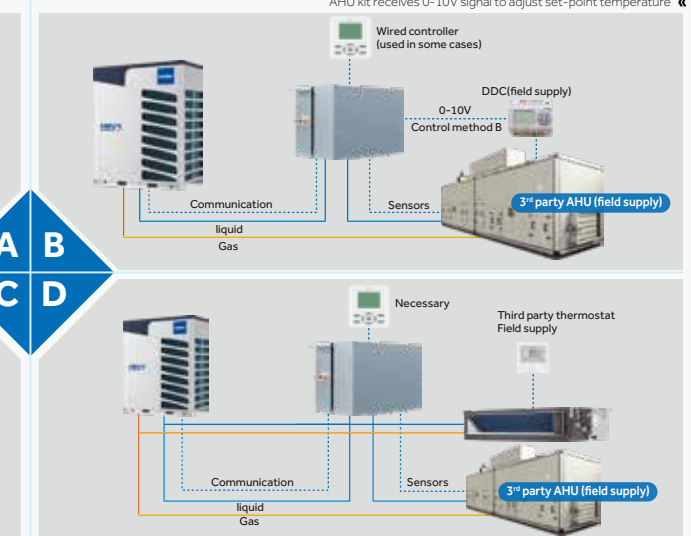 AHU kit receives 0-10V signal to adjust set-point temperature «
Wired controller
(used in some cases)
DDC(field supply)
0-10V
Control method B
Communication
Sensors
3rd party AHU (field supply)
liquid
Gas
A B
C D
Necessary
Third party thermostat
Field supply
Communication
Sensors
3rd party AHU (field supply)
liquid
Gas